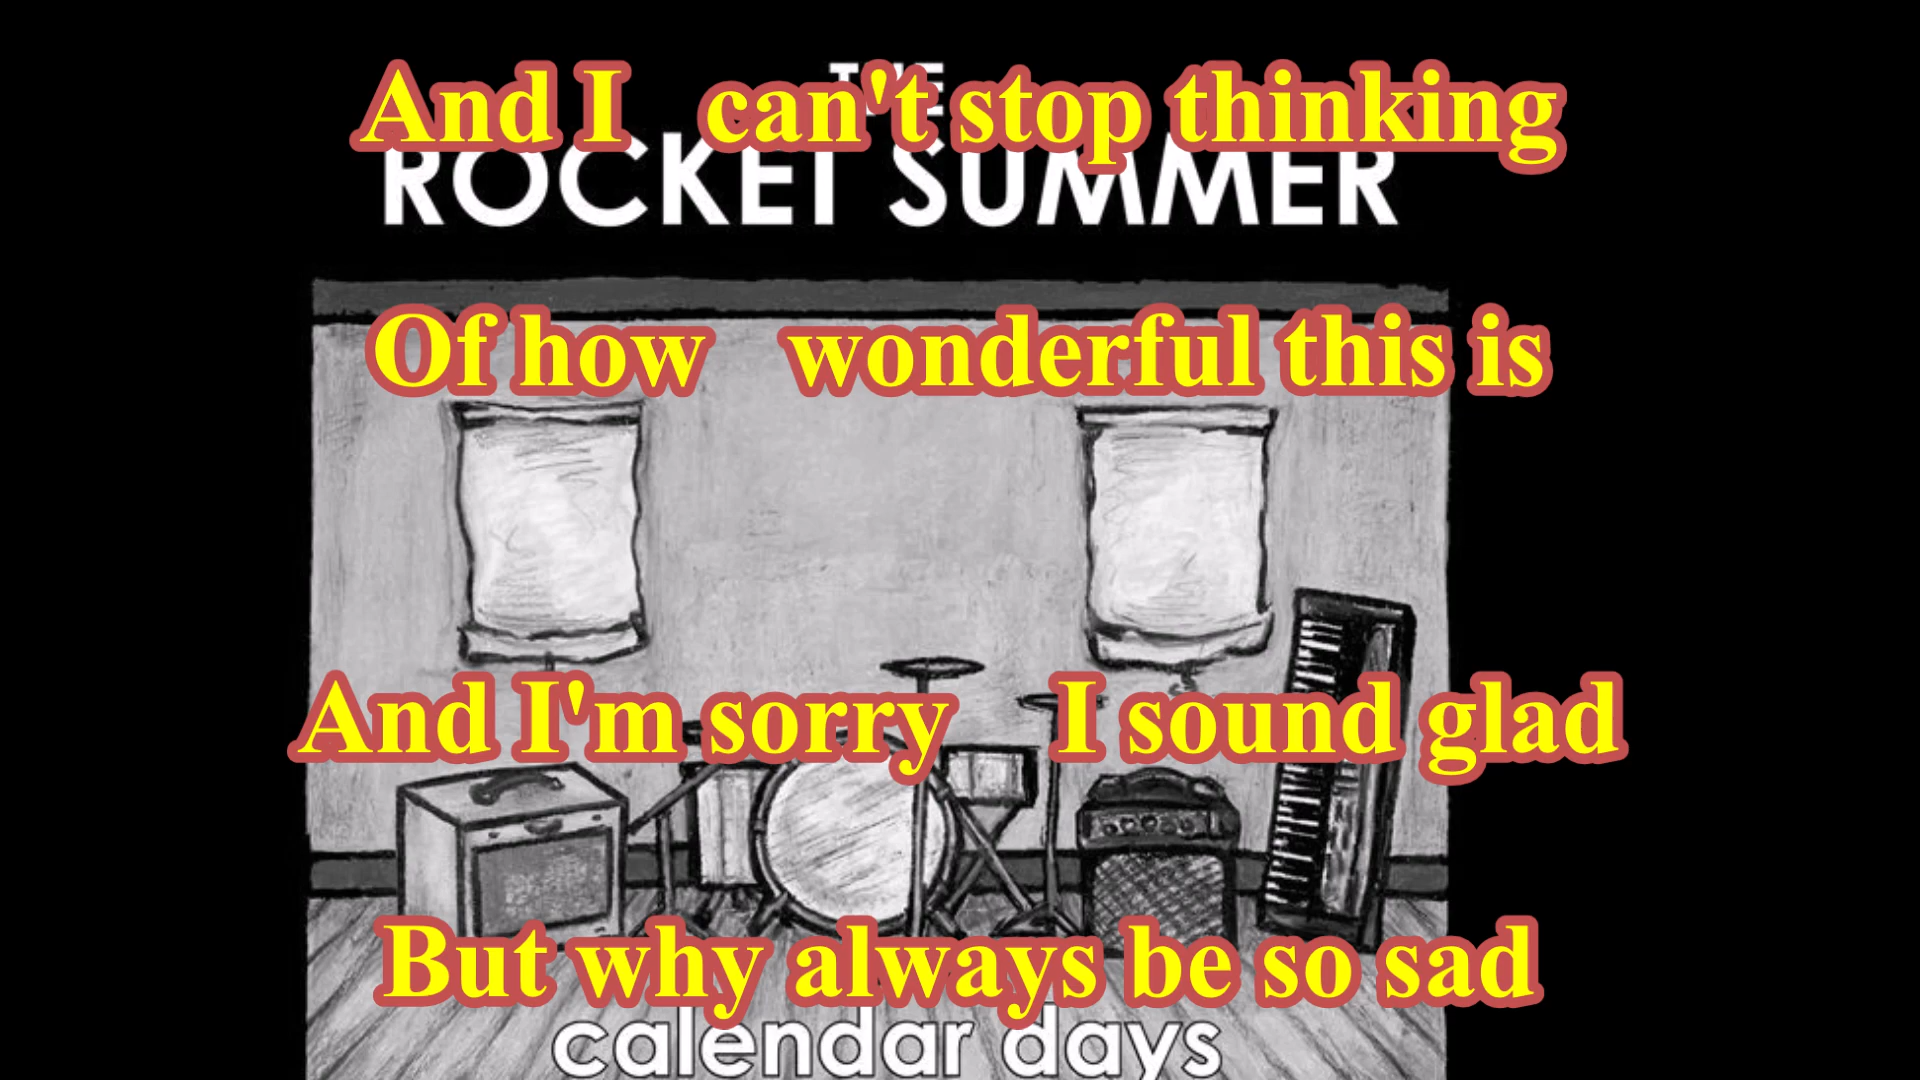 THE
And I can't stop thinking
ROCKET SUMMER
Of how wonderful this is
And I'm sorry I sound glad
But why always be so sad
calendar days